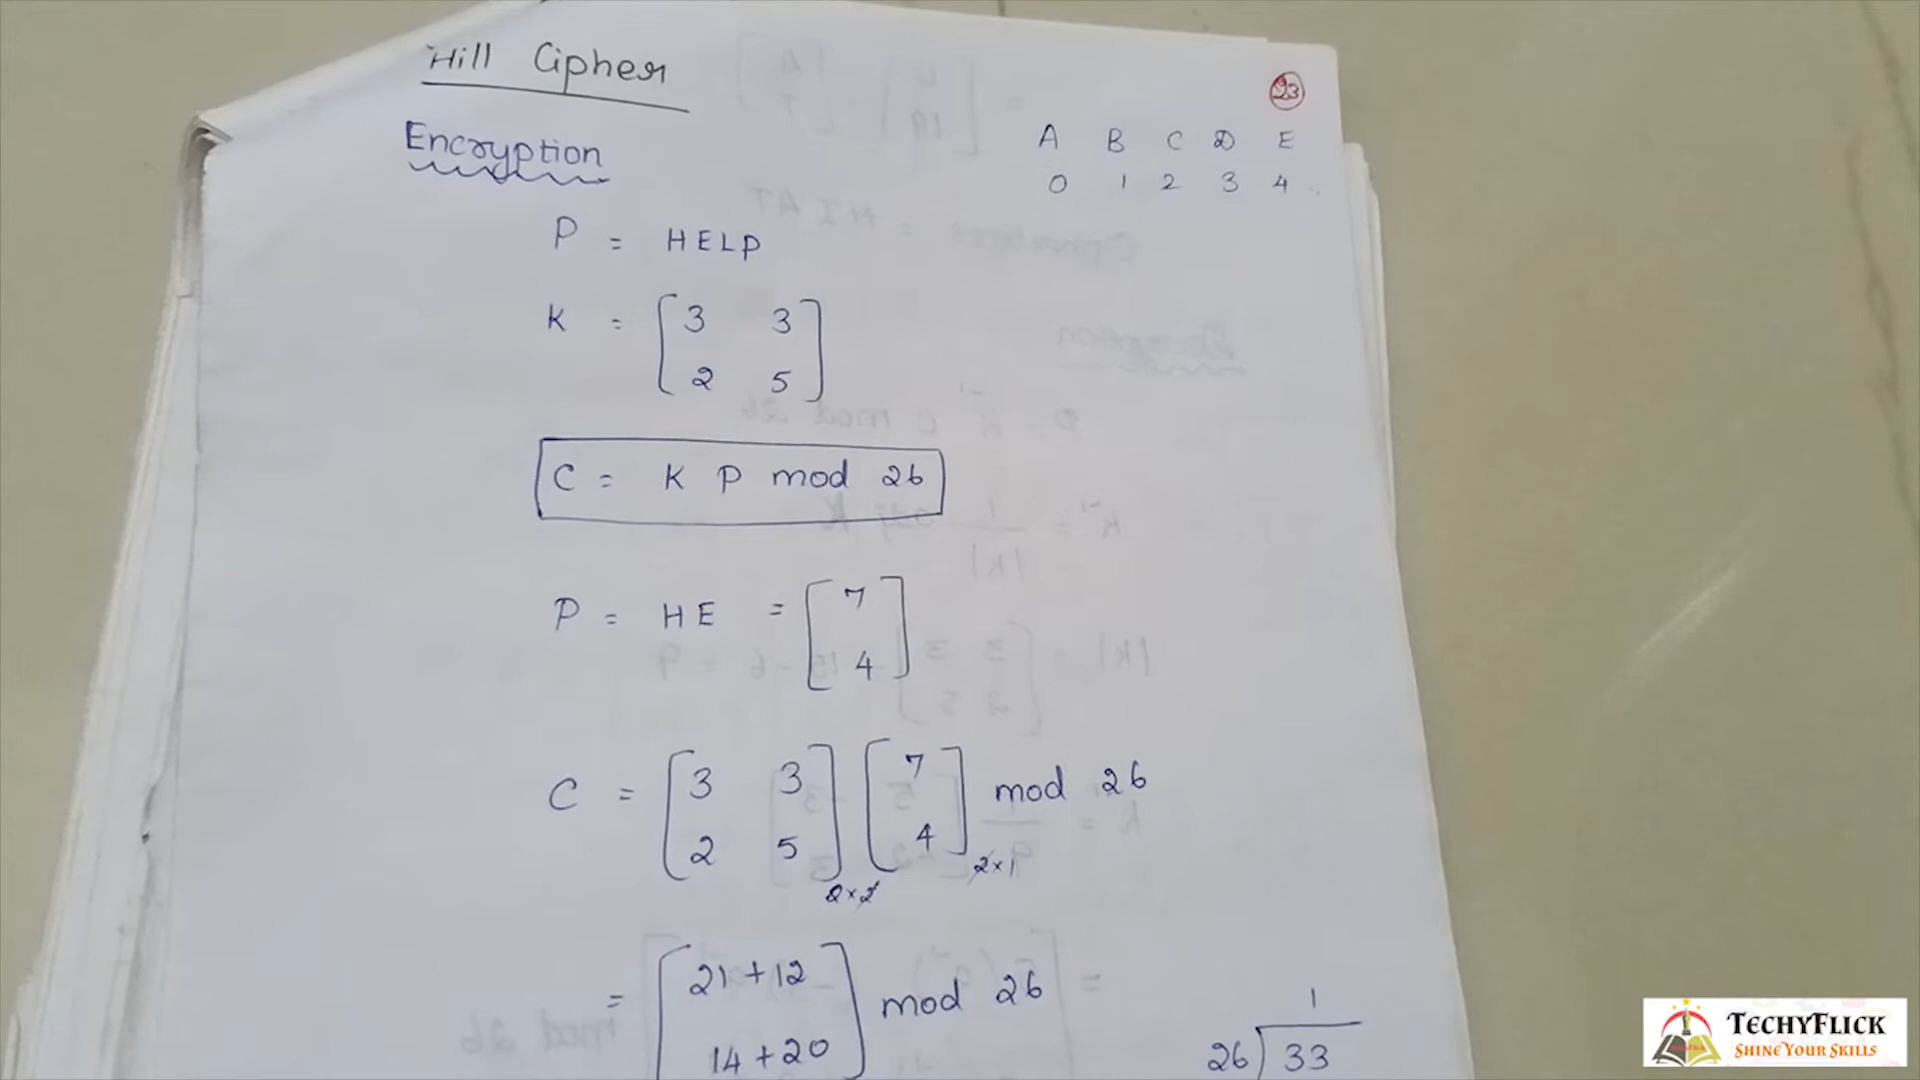 Hill Cipher
23
Encryption
A B C D E
0 1 2 3 4 ..
P = HELP
K = [ 3 3
2 5 ]
C = K P mod 26
P = HE = [ 7
4 ]
C = [ 3 3
2 5 ] 2×2 [ 7
4 ] 2×1 mod 26
= [ 21+12
14+20 ] mod 26
1
26 ) 33
TECHYFLICK
SHINE YOUR SKILLS